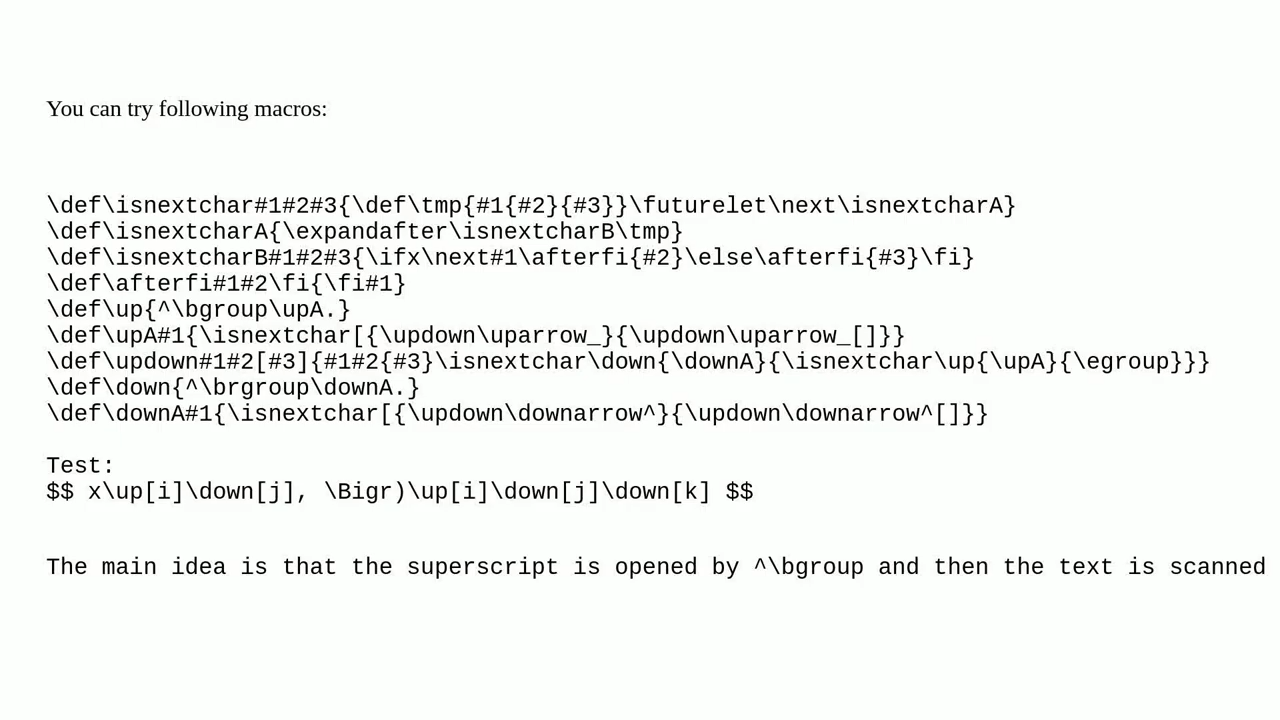 You can try following macros:
\def\isnextchar#1#2#3{\def\tmp{#1{#2}{#3}}\futurelet\next\isnextcharA}
\def\isnextcharA{\expandafter\isnextcharB\tmp}
\def\isnextcharB#1#2#3{\ifx\next#1\afterfi{#2}\else\afterfi{#3}\fi}
\def\afterfi#1#2\fi{\fi#1}
\def\up{^\bgroup\upA.}
\def\upA#1{\isnextchar[{\updown\uparrow_}{\updown\uparrow_[]}}
\def\updown#1#2[#3]{#1#2{#3}\isnextchar\down{\downA}{\isnextchar\up{\upA}{\egroup}}}
\def\down{^\brgroup\downA.}
\def\downA#1{\isnextchar[{\updown\downarrow^}{\updown\downarrow^[]}}
Test:
$$ x\up[i]\down[j], \Bigr)\up[i]\down[j]\down[k] $$
The main idea is that the superscript is opened by ^\bgroup and then the text is scanned